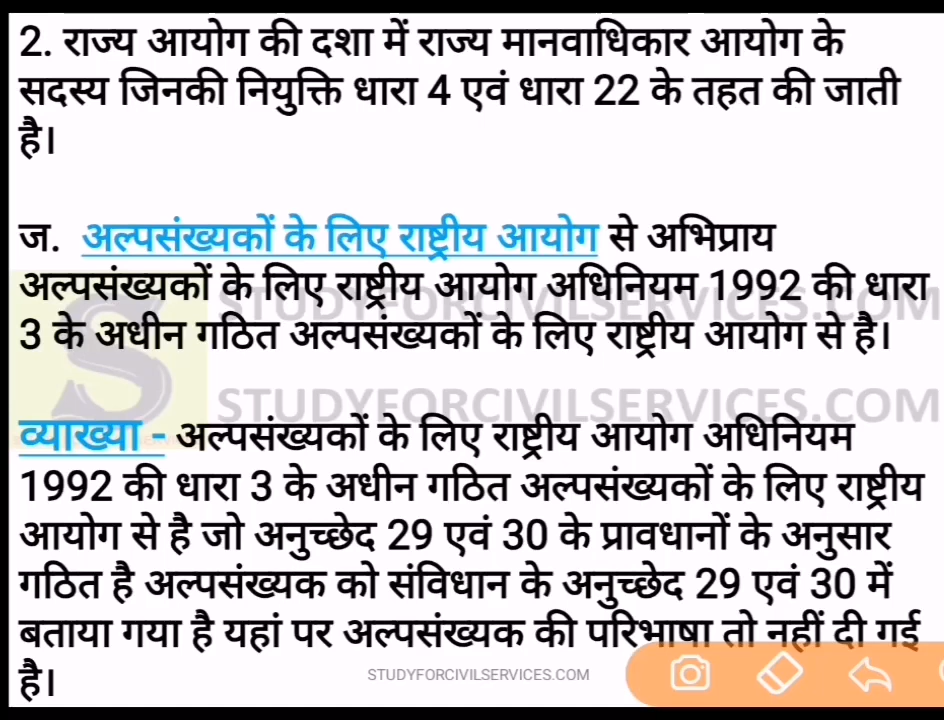 2. राज्य आयोग की दशा में राज्य मानवाधिकार आयोग के
सदस्य जिनकी नियुक्ति धारा 4 एवं धारा 22 के तहत की जाती
है।
ज. अल्पसंख्यकों के लिए राष्ट्रीय आयोग से अभिप्राय
अल्पसंख्यकों के लिए राष्ट्रीय आयोग अधिनियम 1992 की धारा
STUDYFORCIVILSERVICES.COM
3 के अधीन गठित अल्पसंख्यकों के लिए राष्ट्रीय आयोग से है।
STUDYFORCIVILSERVICES.COM
व्याख्या - अल्पसंख्यकों के लिए राष्ट्रीय आयोग अधिनियम
1992 की धारा 3 के अधीन गठित अल्पसंख्यकों के लिए राष्ट्रीय
आयोग से है जो अनुच्छेद 29 एवं 30 के प्रावधानों के अनुसार
गठित है अल्पसंख्यक को संविधान के अनुच्छेद 29 एवं 30 में
बताया गया है यहां पर अल्पसंख्यक की परिभाषा तो नहीं दी गई
है।
STUDYFORCIVILSERVICES.COM